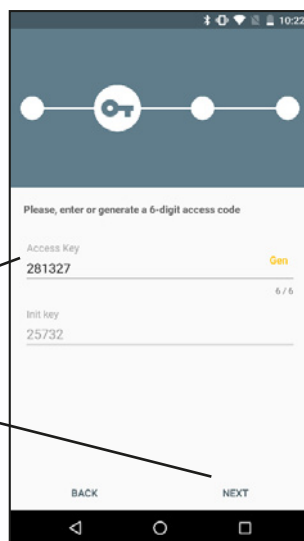 10:22
Please, enter or generate a 6-digit access code
Access Key
281327
Gen
6 / 6
Init key
25732
BACK
NEXT